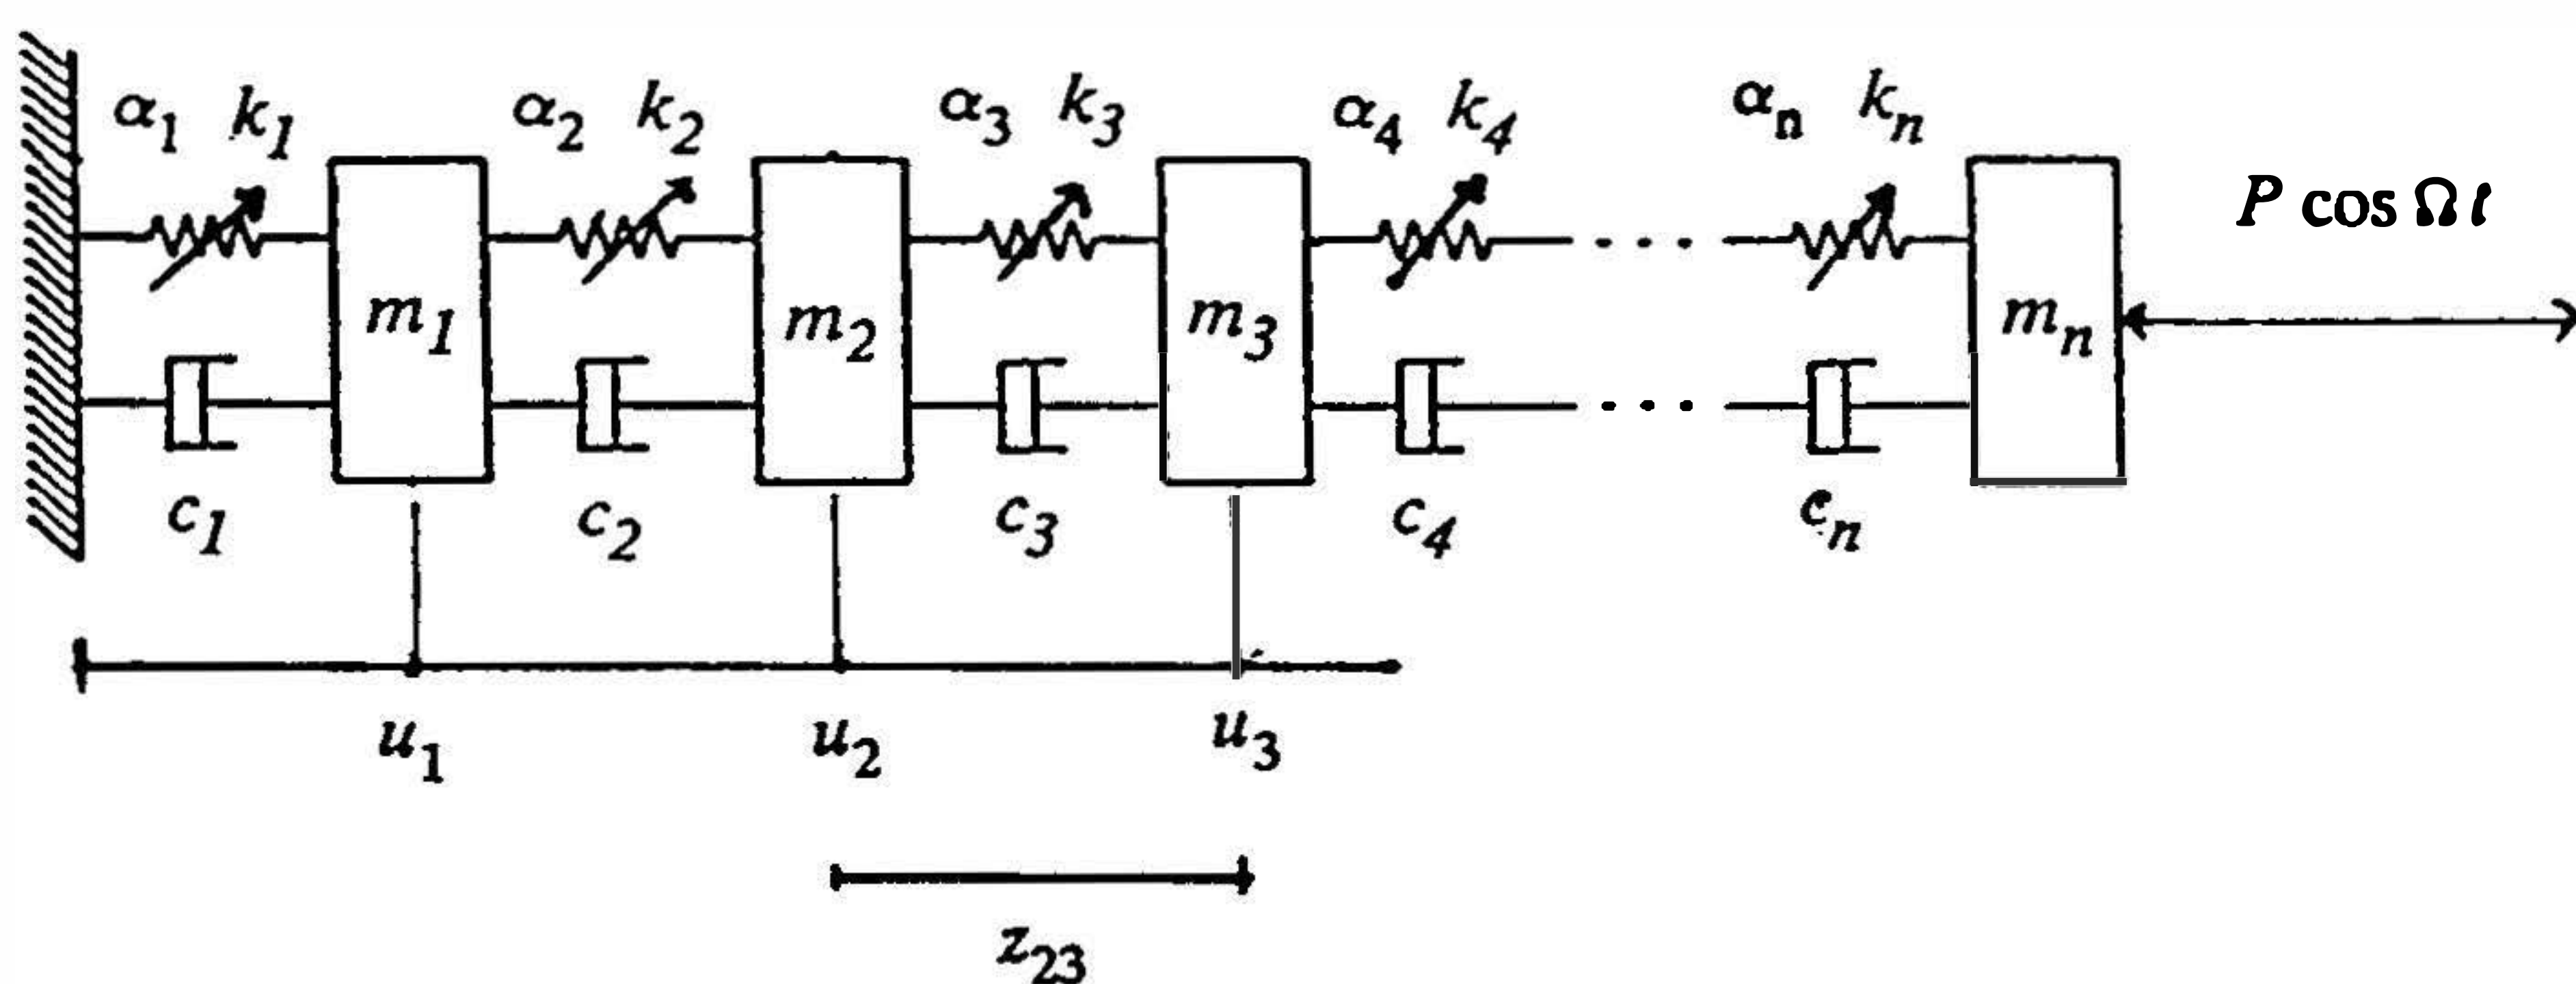 α₁ k₁ α₂ k₂ α₃ k₃ α₄ k₄ αₙ kₙ
P cos Ω t
m₁ m₂ m₃ mₙ
c₁ c₂ c₃ c₄ cₙ
u₁ u₂ u₃
z₂₃